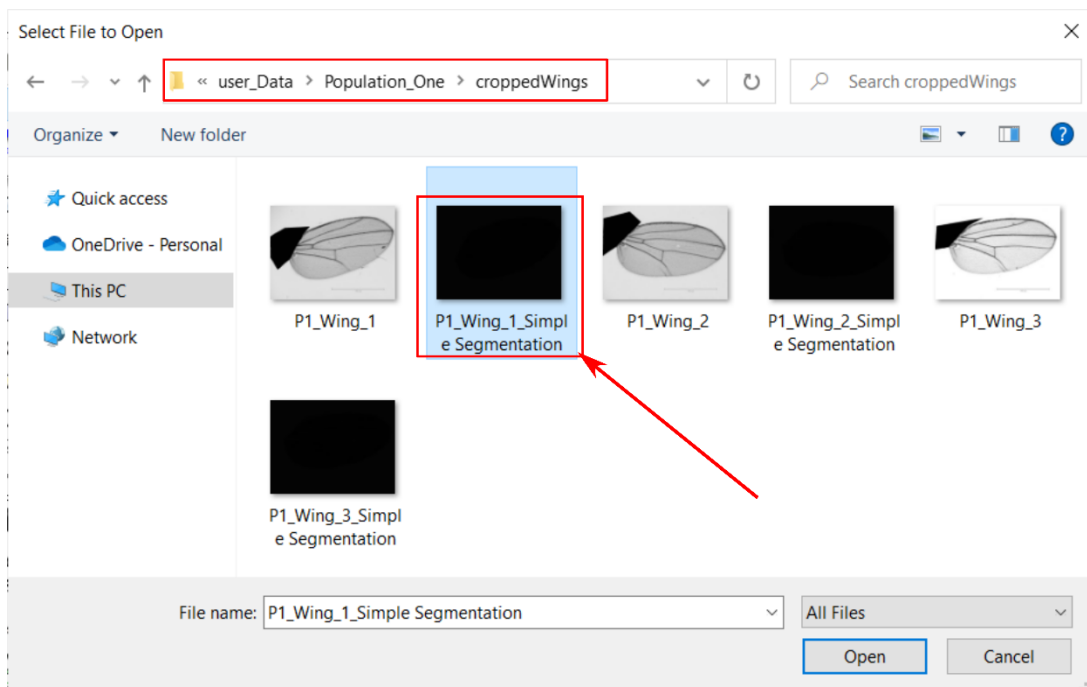 Select File to Open
« user_Data > Population_One > croppedWings
Search croppedWings
Organize
New folder
?
Quick access
OneDrive - Personal
This PC
Network
P1_Wing_1
P1_Wing_1_Simpl
e Segmentation
P1_Wing_2
P1_Wing_2_Simpl
e Segmentation
P1_Wing_3
P1_Wing_3_Simpl
e Segmentation
File name: P1_Wing_1_Simple Segmentation
All Files
Open
Cancel